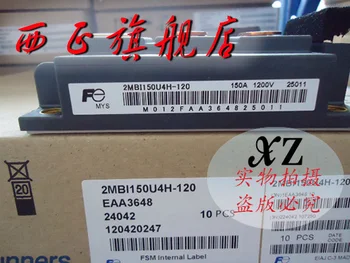 西正旗舰店
Fe
MYS
2MBI150U4H-120
150A 1200V 25011
M012FAA364825011
XZ
实物拍摄
盗版必究
20
2MBI150U4H-120
EAA3648
24042
10 PCS
120420247
FSM Internal Label
10 PCS